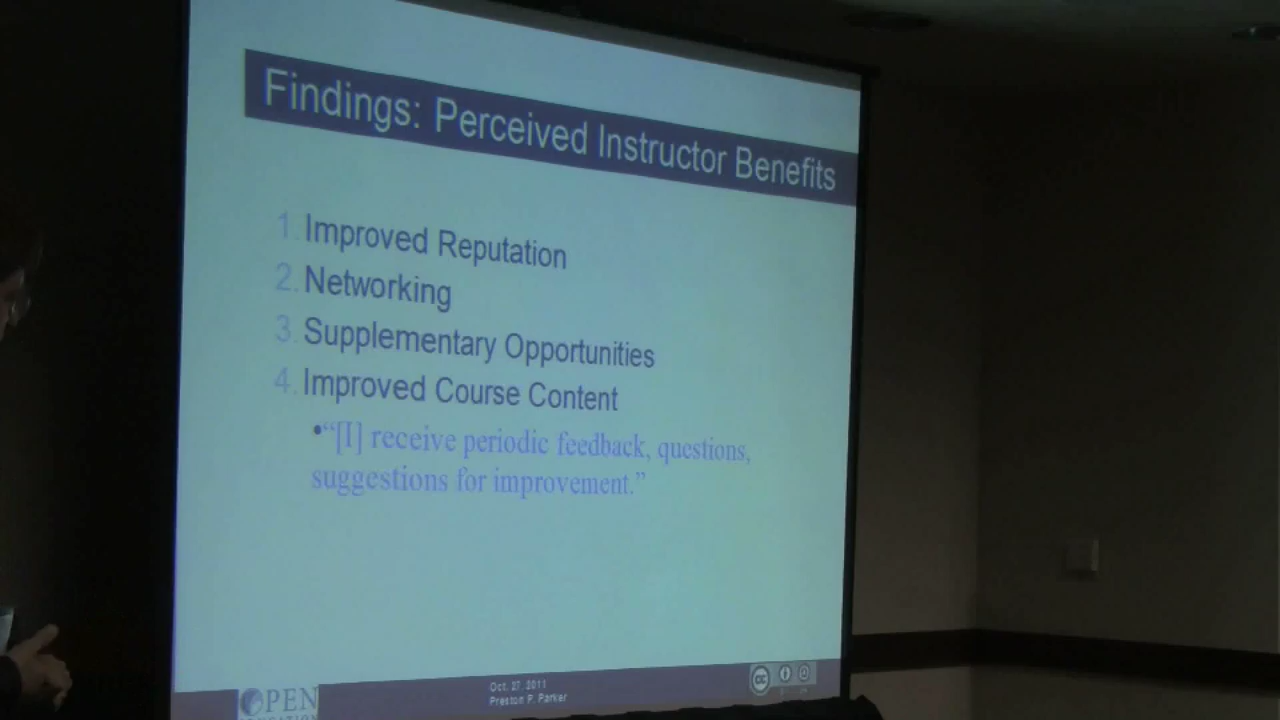 Findings: Perceived Instructor Benefits
1. Improved Reputation
2. Networking
3. Supplementary Opportunities
4. Improved Course Content
•“[I] receive periodic feedback, questions,
suggestions for improvement.”
OPEN
Oct. 27, 2011
Preston P. Parker
cc